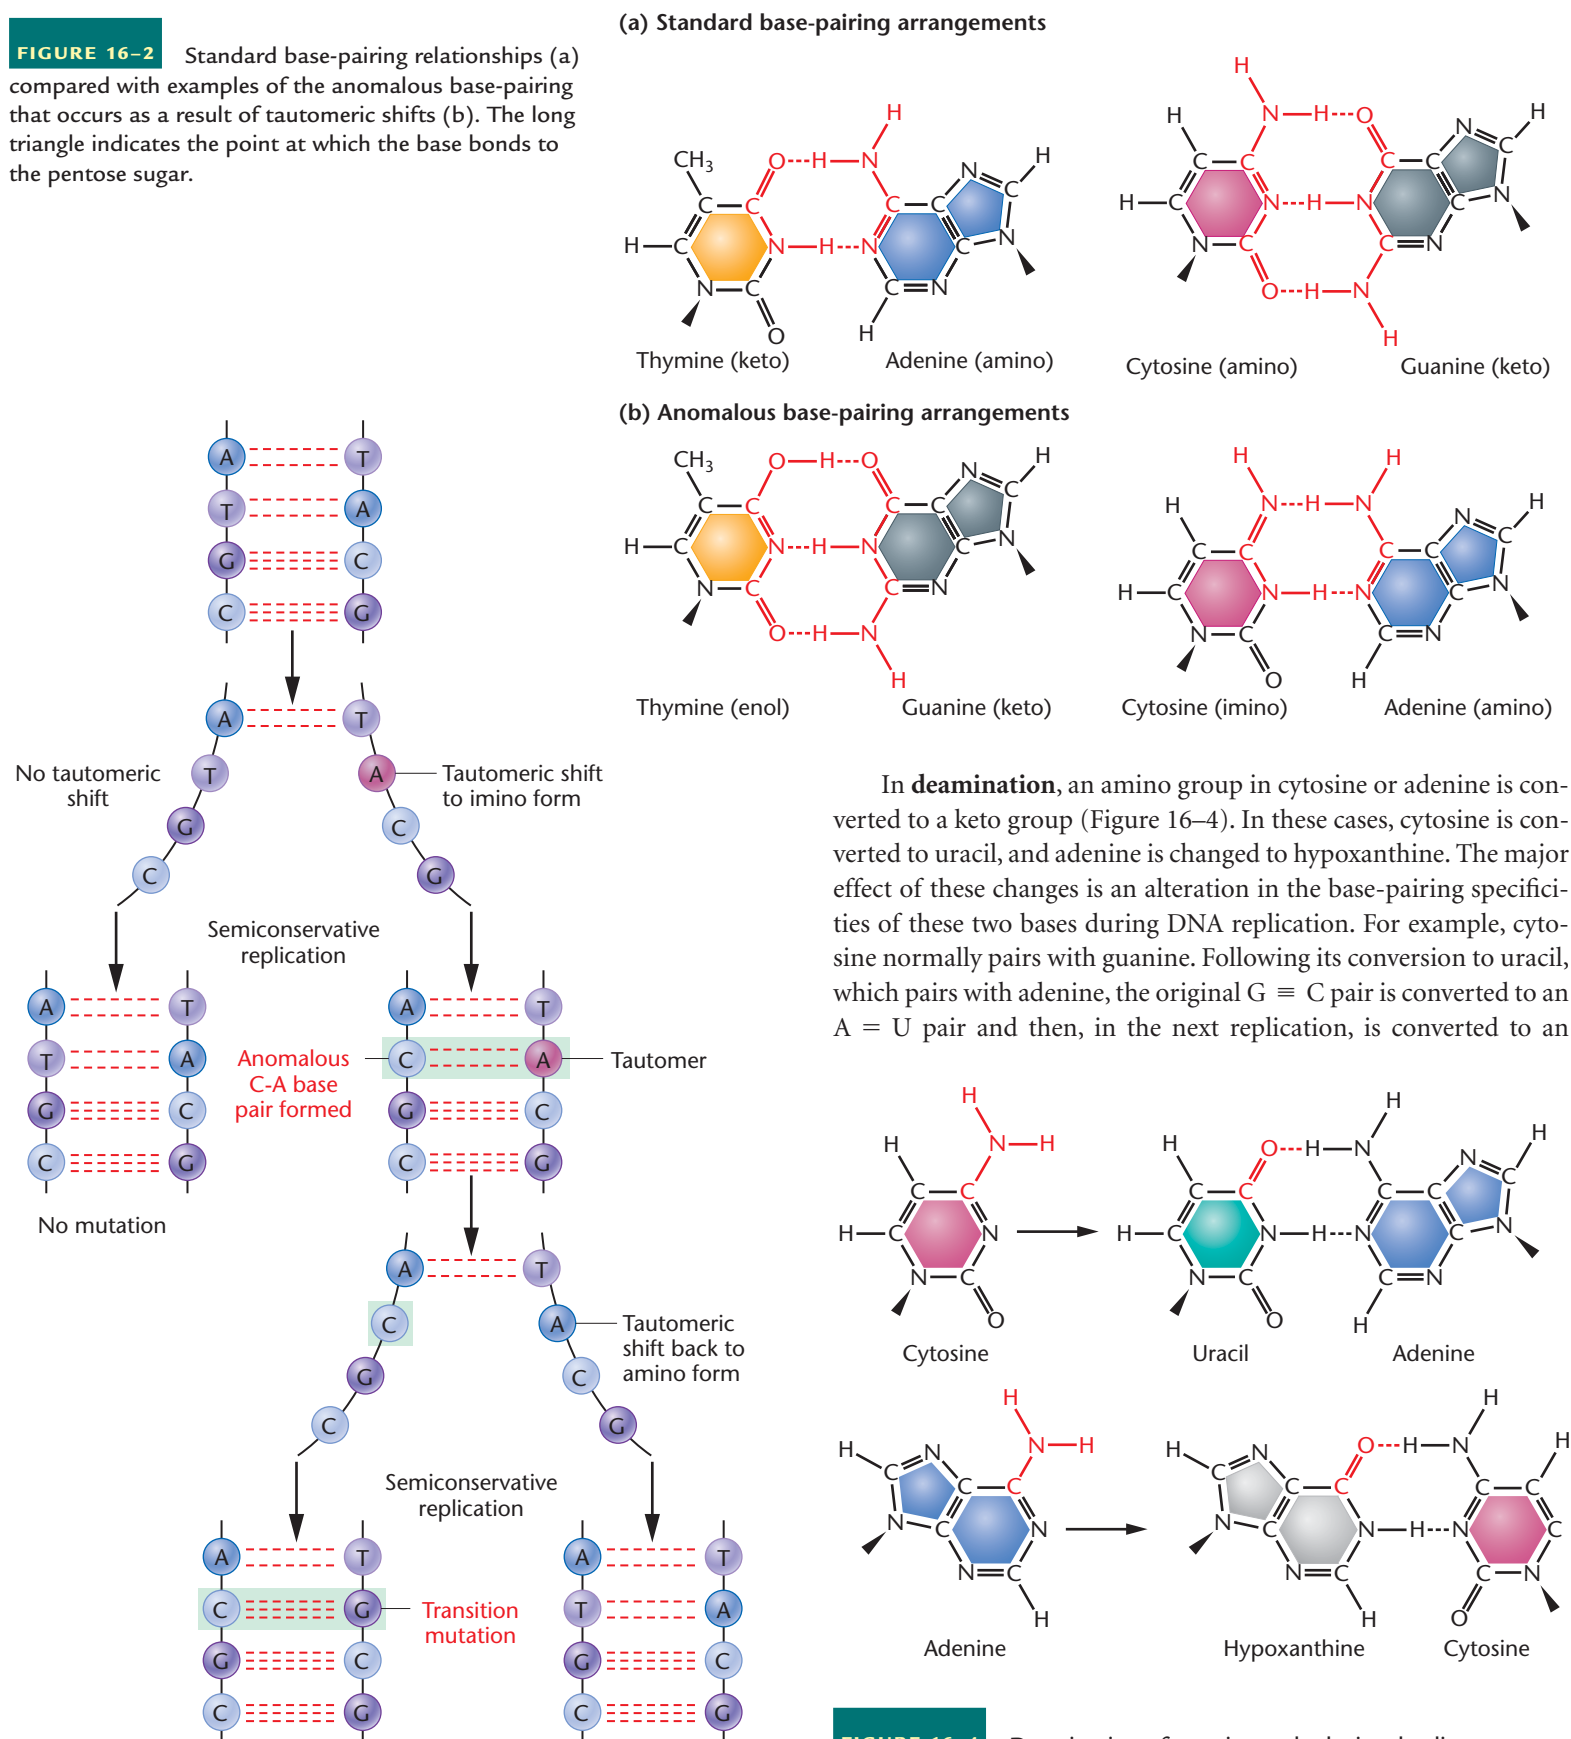 FIGURE 16–2 Standard base-pairing relationships (a)
compared with examples of the anomalous base-pairing
that occurs as a result of tautomeric shifts (b). The long
triangle indicates the point at which the base bonds to
the pentose sugar.
(a) Standard base-pairing arrangements
Thymine (keto) Adenine (amino)
Cytosine (amino) Guanine (keto)
(b) Anomalous base-pairing arrangements
Thymine (enol) Guanine (keto)
Cytosine (imino) Adenine (amino)
A T
T A
G C
C G
A T
No tautomeric
shift
T
G
C
A
Tautomeric shift
to imino form
C
G
Semiconservative
replication
A T
T A
G C
C G
No mutation
A T
C A
G C
C G
Anomalous
C-A base
pair formed
Tautomer
A T
C
G
C
A
C
G
Tautomeric
shift back to
amino form
Semiconservative
replication
A T
C G
G C
C G
Transition
mutation
A T
T A
G C
C G
In deamination, an amino group in cytosine or adenine is con-
verted to a keto group (Figure 16–4). In these cases, cytosine is con-
verted to uracil, and adenine is changed to hypoxanthine. The major
effect of these changes is an alteration in the base-pairing specifici-
ties of these two bases during DNA replication. For example, cyto-
sine normally pairs with guanine. Following its conversion to uracil,
which pairs with adenine, the original G ≡ C pair is converted to an
A = U pair and then, in the next replication, is converted to an
Cytosine Uracil Adenine
Adenine Hypoxanthine Cytosine